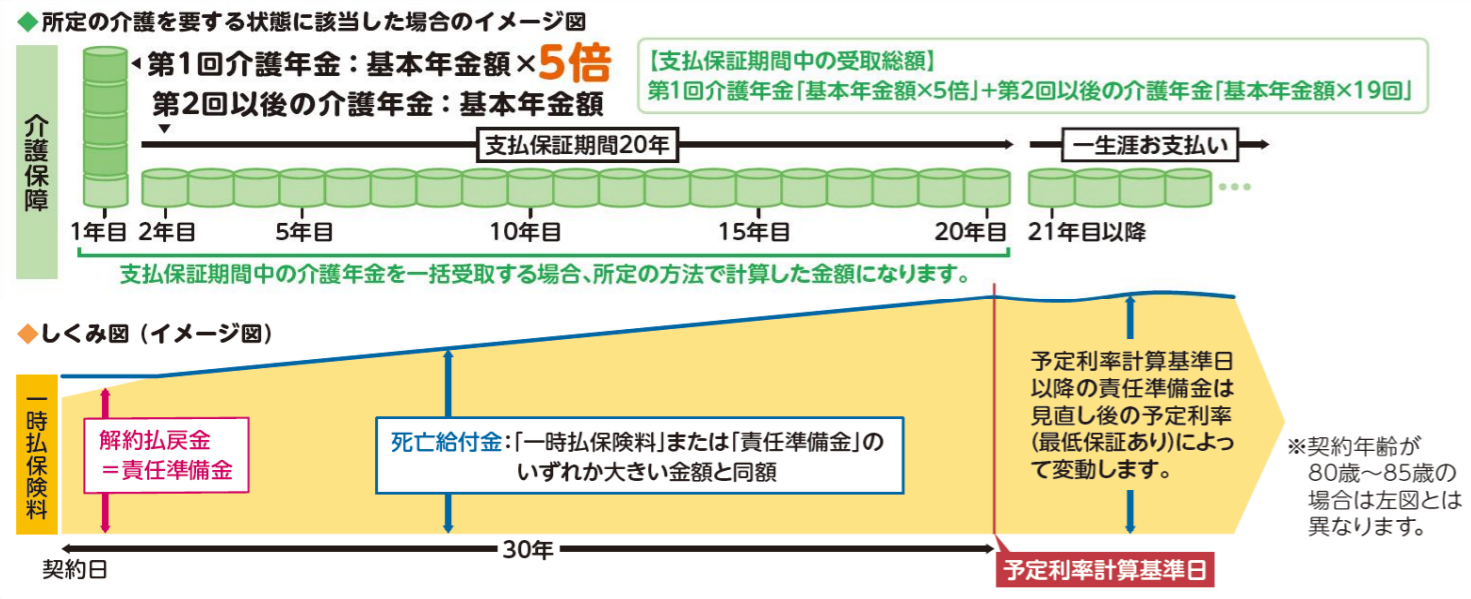 ◆所定の介護を要する状態に該当した場合のイメージ図
介護保障
第1回介護年金：基本年金額×5倍
第2回以後の介護年金：基本年金額
【支払保証期間中の受取総額】
第1回介護年金「基本年金額×5倍」+第2回以後の介護年金「基本年金額×19回」
支払保証期間20年
一生涯お支払い
1年目 2年目 5年目 10年目 15年目 20年目 21年目以降
支払保証期間中の介護年金を一括受取する場合、所定の方法で計算した金額になります。
◆しくみ図（イメージ図）
一時払保険料
解約払戻金
＝責任準備金
死亡給付金：「一時払保険料」または「責任準備金」の
いずれか大きい金額と同額
予定利率計算基準日
以降の責任準備金は
見直し後の予定利率
(最低保証あり)によっ
て変動します。
※契約年齢が
80歳～85歳の
場合は左図とは
異なります。
30年
契約日
予定利率計算基準日